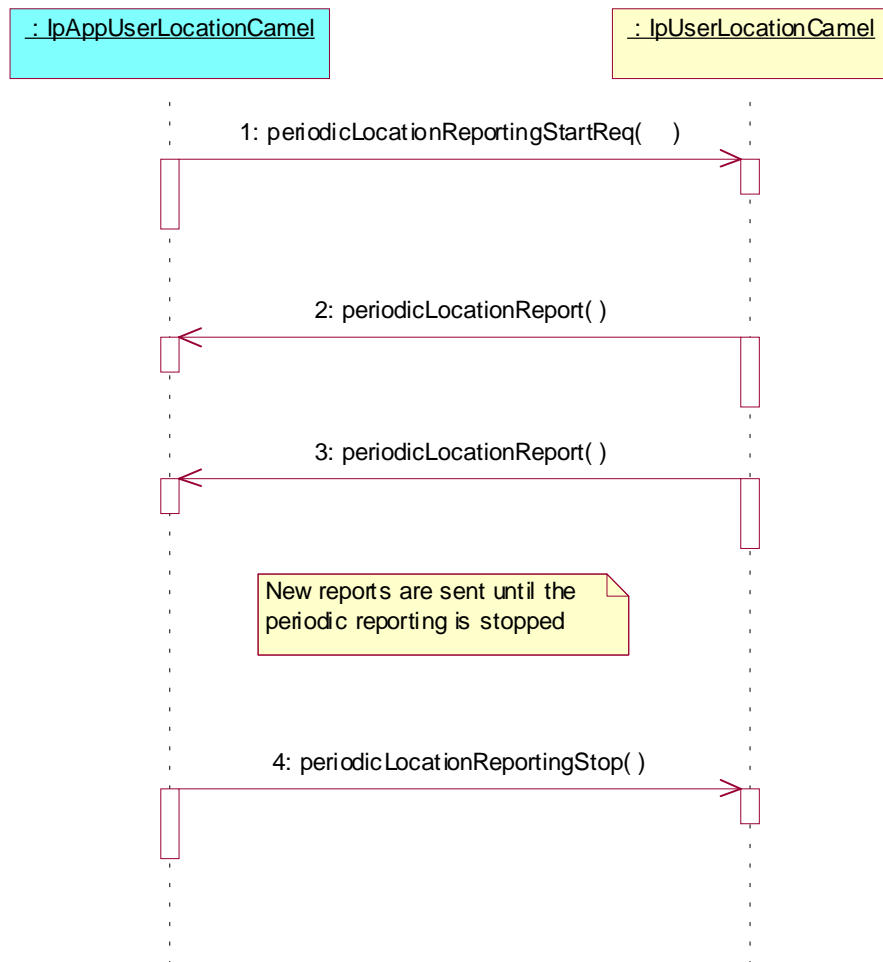 : IpAppUserLocationCamel
: IpUserLocationCamel
1: periodicLocationReportingStartReq( )
2: periodicLocationReport( )
3: periodicLocationReport( )
New reports are sent until the
periodic reporting is stopped
4: periodicLocationReportingStop( )